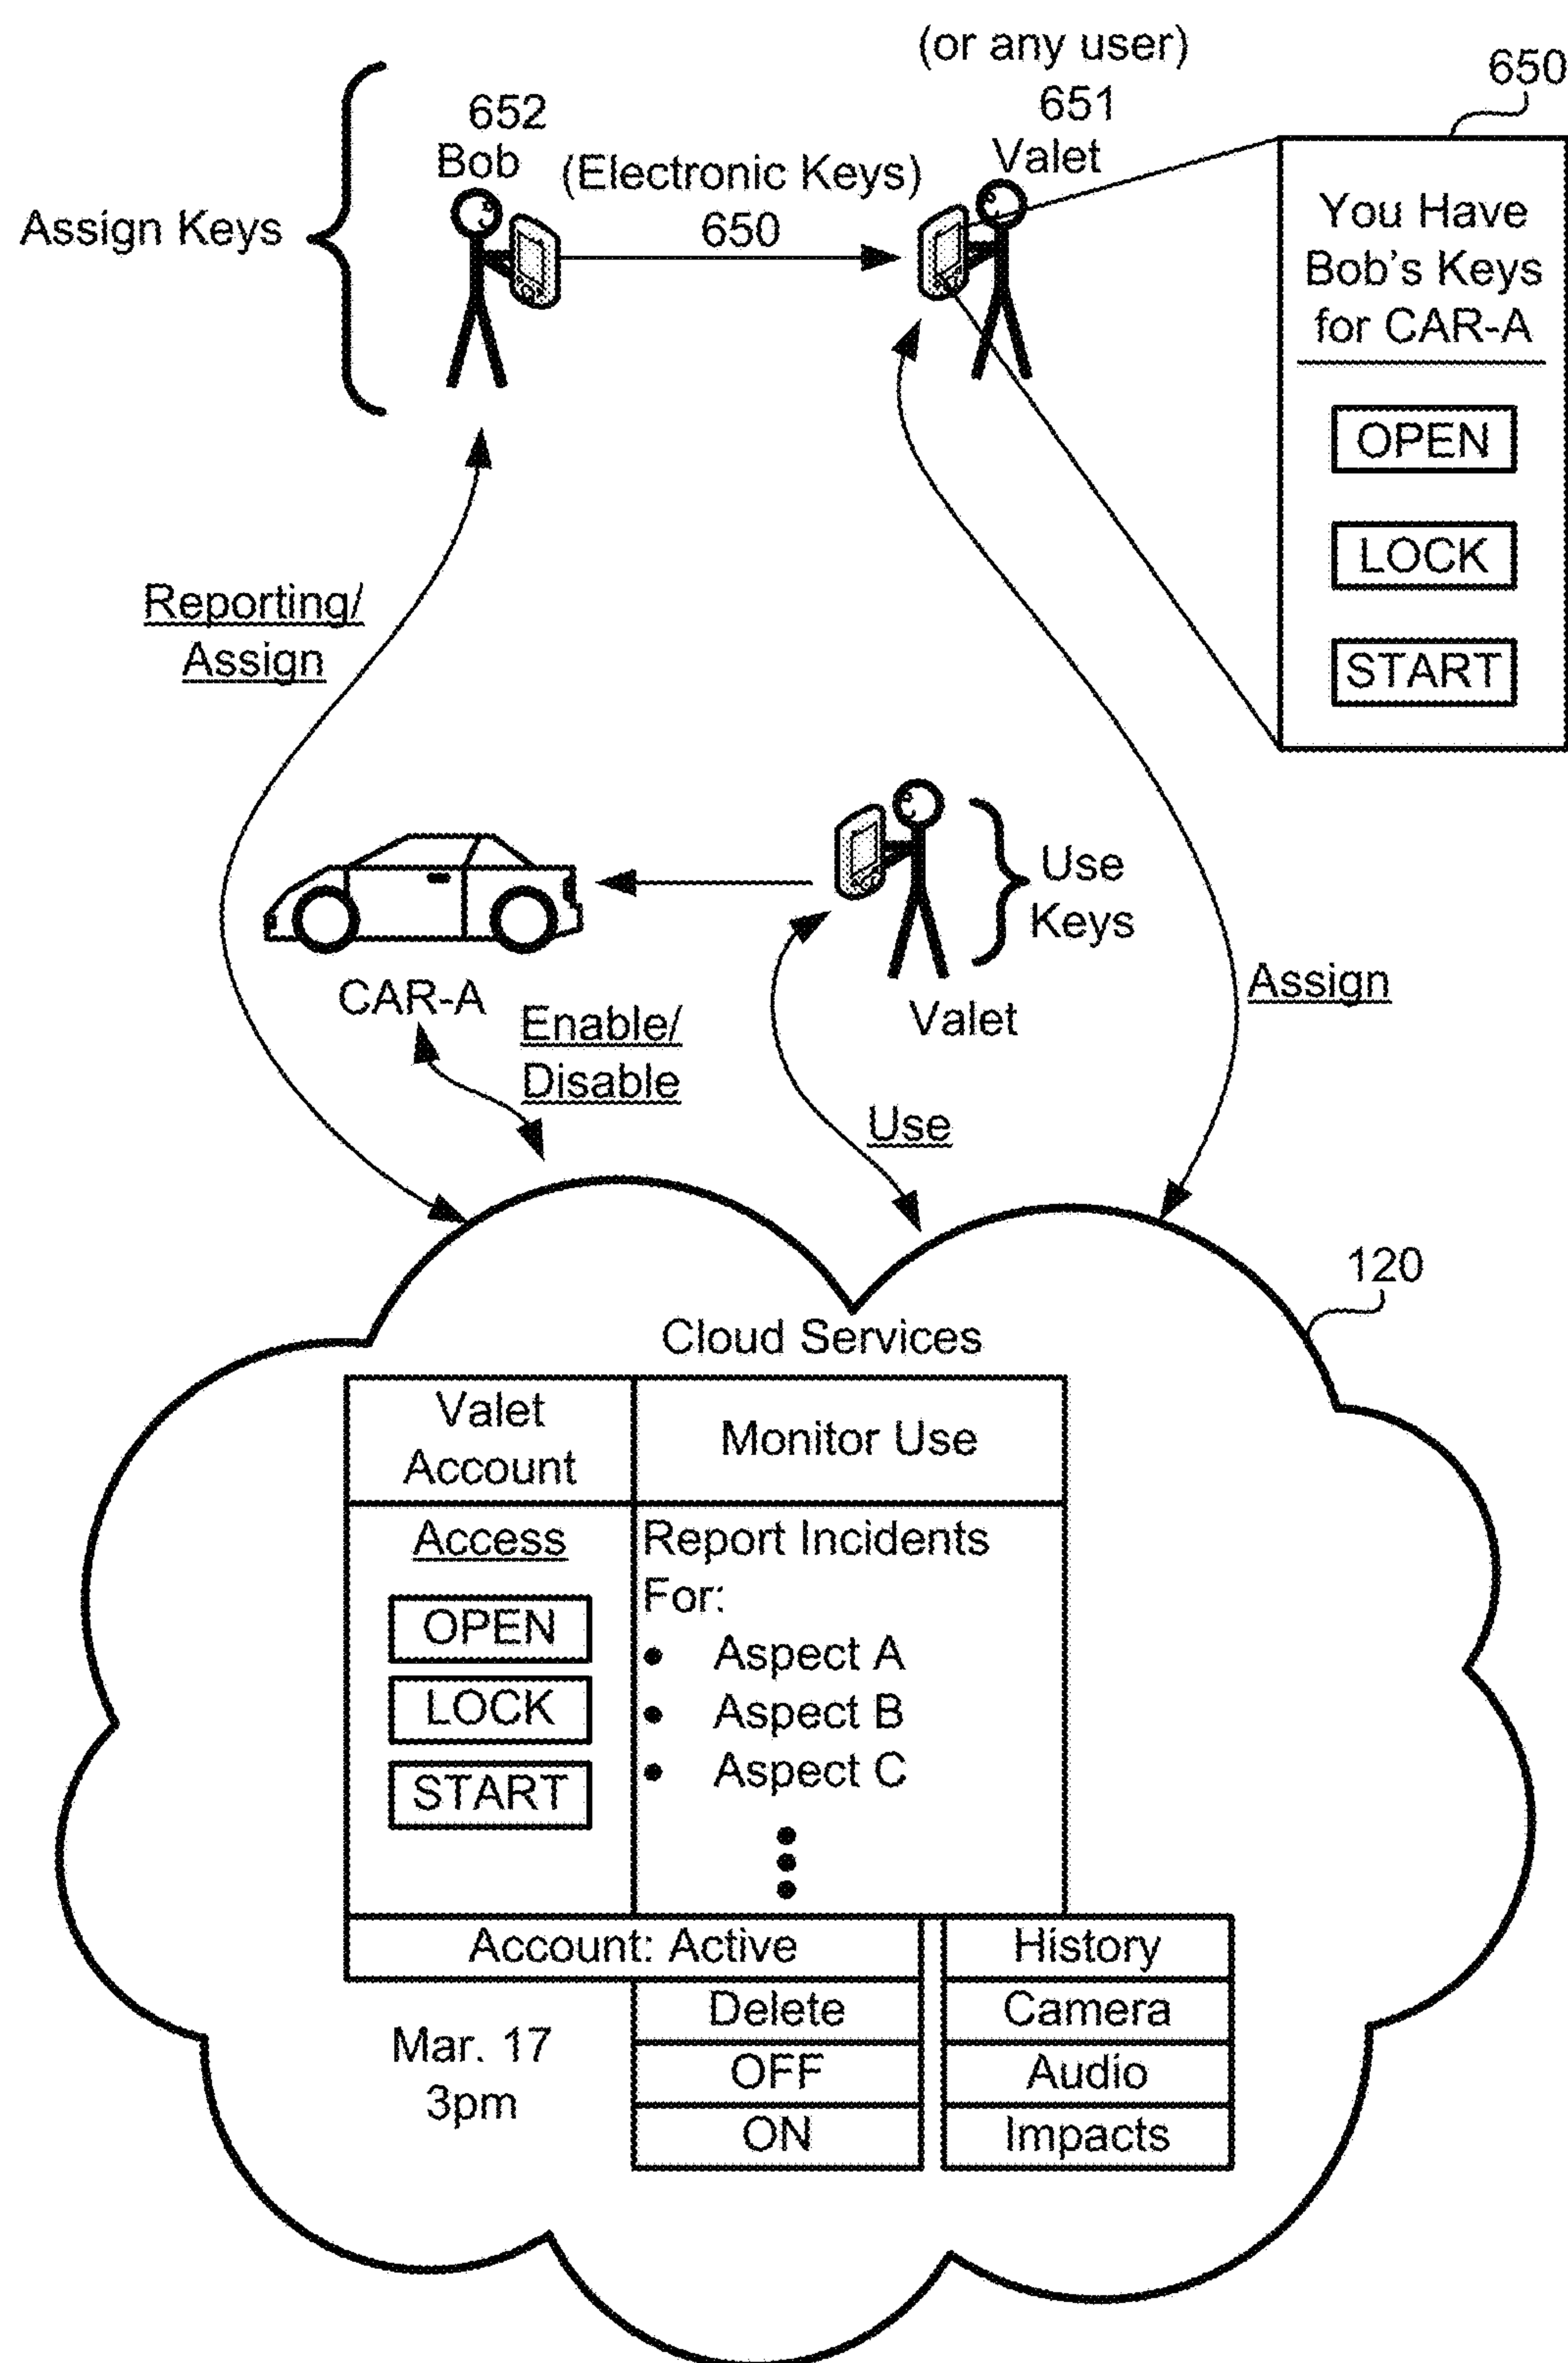 (or any user)
651
Valet
650
652
Bob
(Electronic Keys)
650
Assign Keys
You Have
Bob's Keys
for CAR-A
OPEN
LOCK
START
Reporting/
Assign
Use
Keys
Valet
CAR-A
Enable/
Disable
Assign
Use
120
Cloud Services
Valet
Account
Monitor Use
Access
OPEN
LOCK
START
Report Incidents
For:
• Aspect A
• Aspect B
• Aspect C
Account: Active
Delete
OFF
ON
History
Camera
Audio
Impacts
Mar. 17
3pm